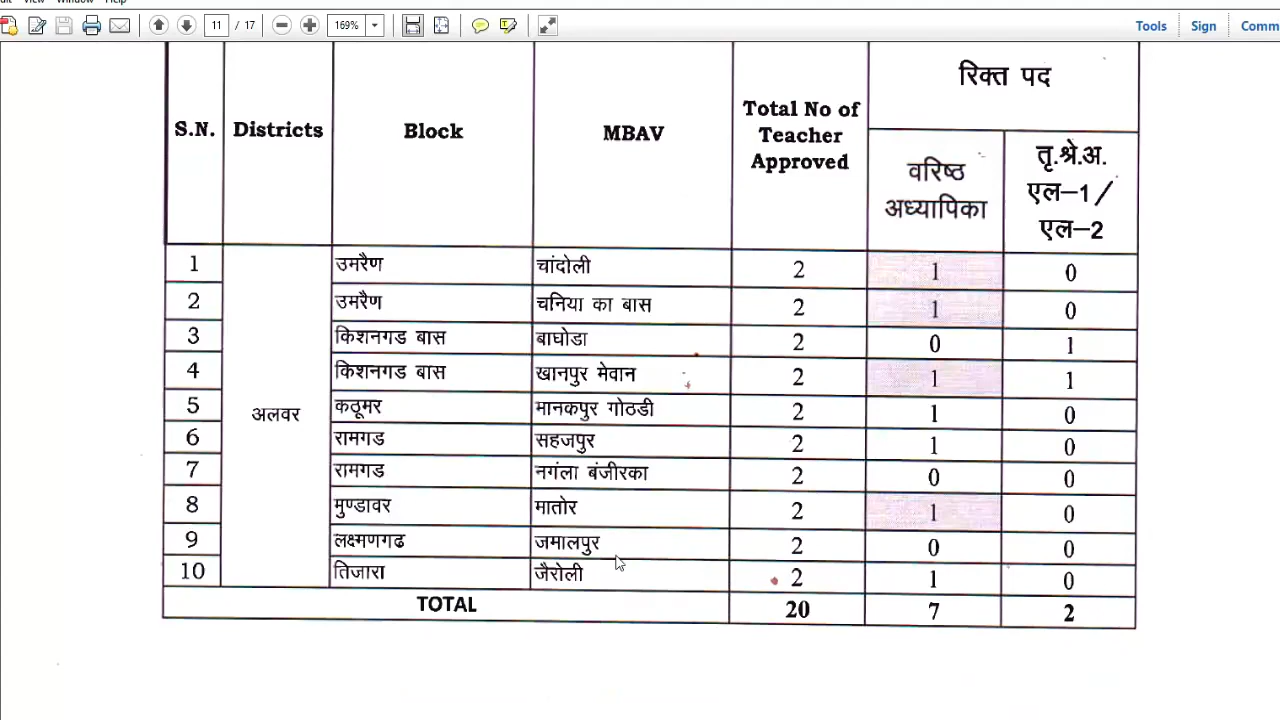 View Window Help
11 / 17 169% Tools Sign Comm
S.N. Districts Block MBAV Total No of Teacher Approved रिक्त पद
वरिष्ठ अध्यापिका तृ.श्रे.अ. एल-1/ एल-2
1 उमरैण चांदोली 2 1 0
2 उमरैण चनिया का बास 2 1 0
3 किशनगड बास बाघोडा 2 0 1
4 किशनगड बास खानपुर मेवान 2 1 1
अलवर
5 कठूमर मानकपुर गोठडी 2 1 0
6 रामगड सहजपुर 2 1 0
7 रामगड नगंला बंजीरका 2 0 0
8 मुण्डावर मातोर 2 1 0
9 लक्ष्मणगढ जमालपुर 2 0 0
10 तिजारा जैरोली 2 1 0
TOTAL 20 7 2